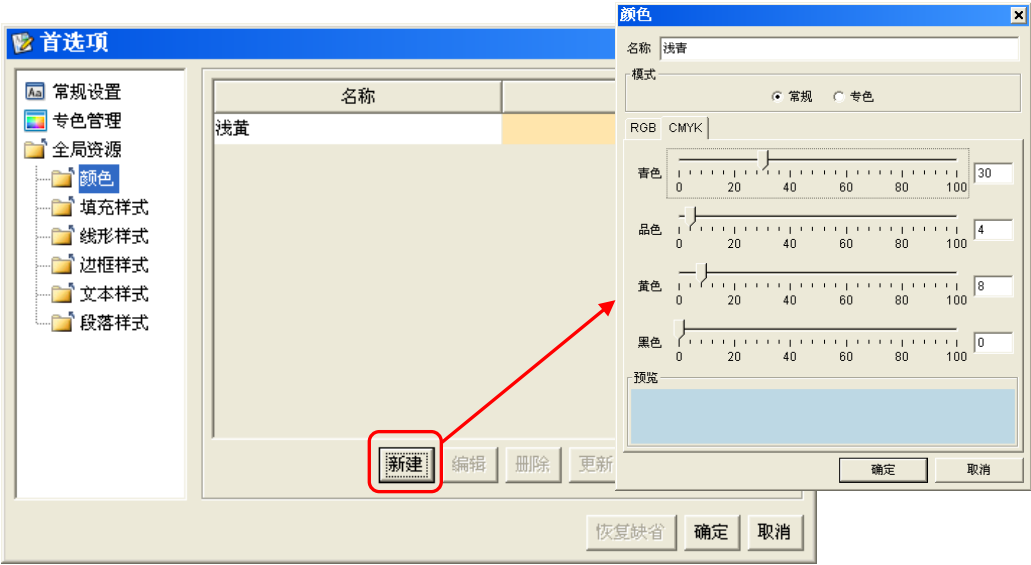 首选项
常规设置
专色管理
全局资源
颜色
填充样式
线形样式
边框样式
文本样式
段落样式
名称
浅黄
新建 编辑 删除 更新
恢复缺省 确定 取消
颜色
名称 浅青
模式
常规 专色
RGB CMYK
青色 30
0 20 40 60 80 100
品色 4
0 20 40 60 80 100
黄色 8
0 20 40 60 80 100
黑色 0
0 20 40 60 80 100
预览
确定 取消